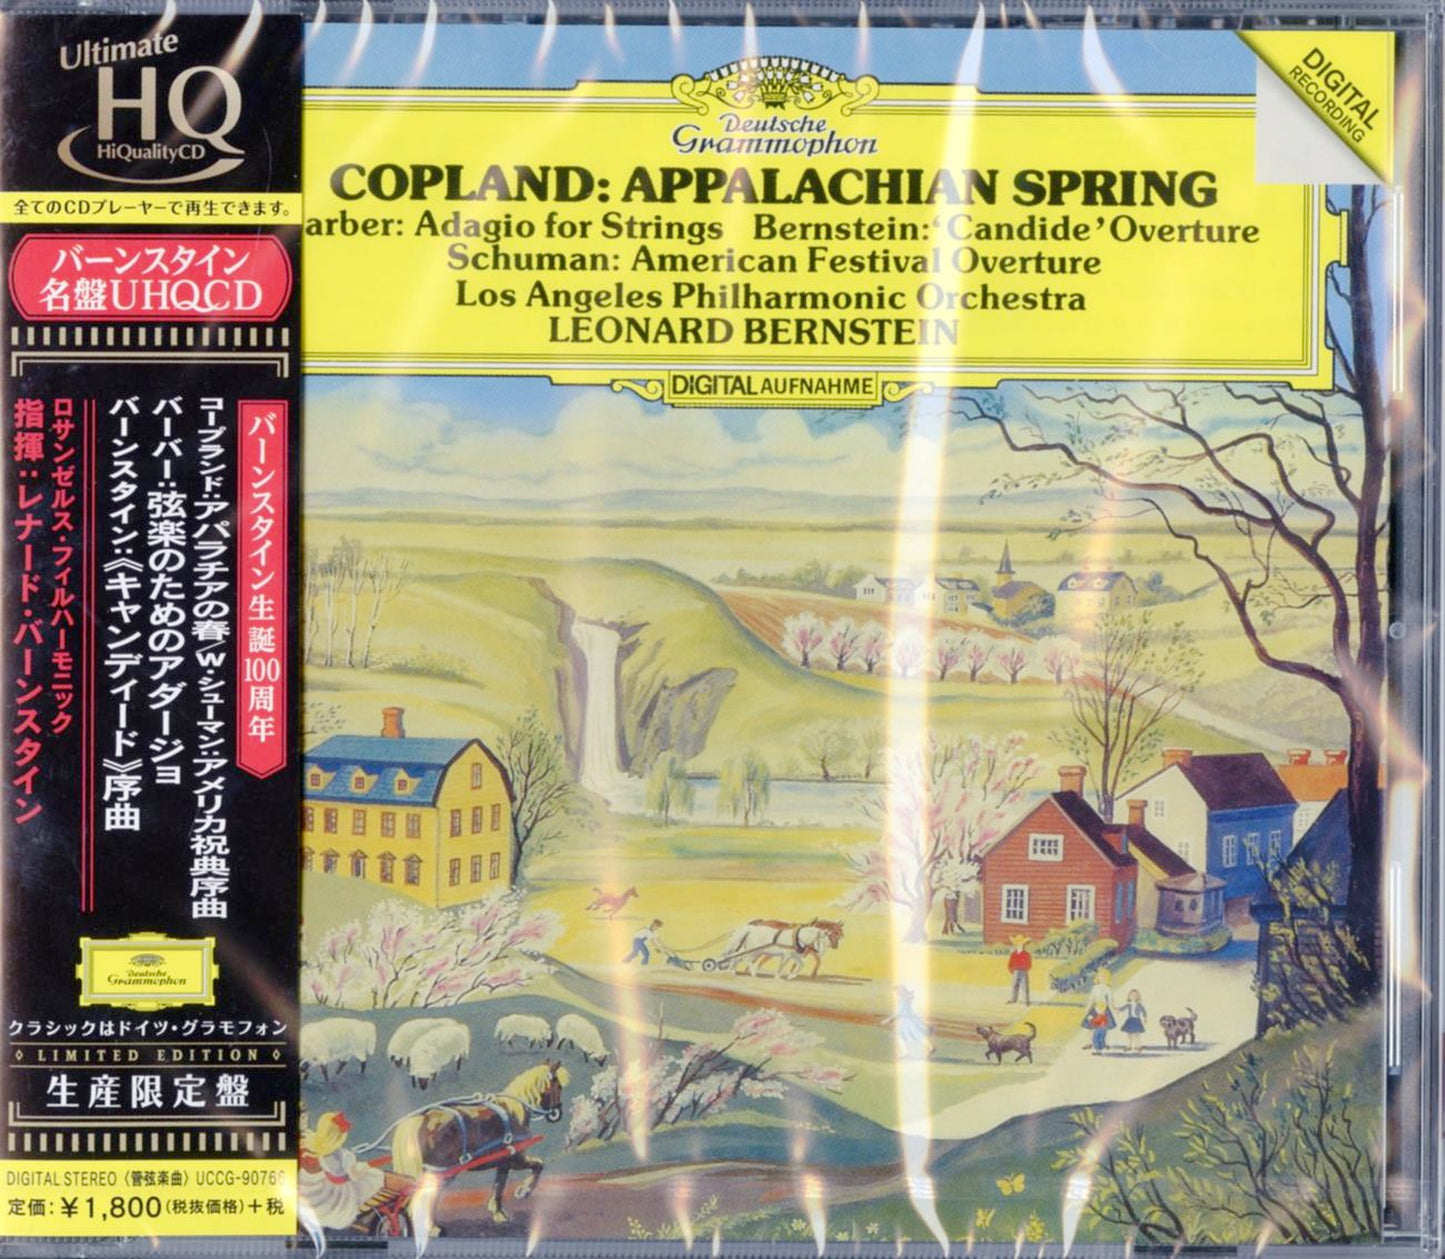 Ultimate
HQ
HiQualityCD
全てのCDプレーヤーで再生できます。
バーンスタイン
名盤UHQCD
バーンスタイン生誕100周年
コープランド:アパラチアの春/W.シューマン:アメリカ祝典序曲
バーバー:弦楽のためのアダージョ
バーンスタイン:《キャンディード》序曲
ロサンゼルス・フィルハーモニック
指揮:レナード・バーンスタイン
Deutsche
Grammophon
クラシックはドイツ・グラモフォン
LIMITED EDITION
生産限定盤
DIGITAL STEREO〈管弦楽曲〉UCCG-90766
定価:¥1,800(税抜価格)+税
Deutsche
Grammophon
DIGITAL
RECORDING
COPLAND: APPALACHIAN SPRING
arber: Adagio for Strings Bernstein:‘Candide’Overture
Schuman: American Festival Overture
Los Angeles Philharmonic Orchestra
LEONARD BERNSTEIN
DIGITAL AUFNAHME